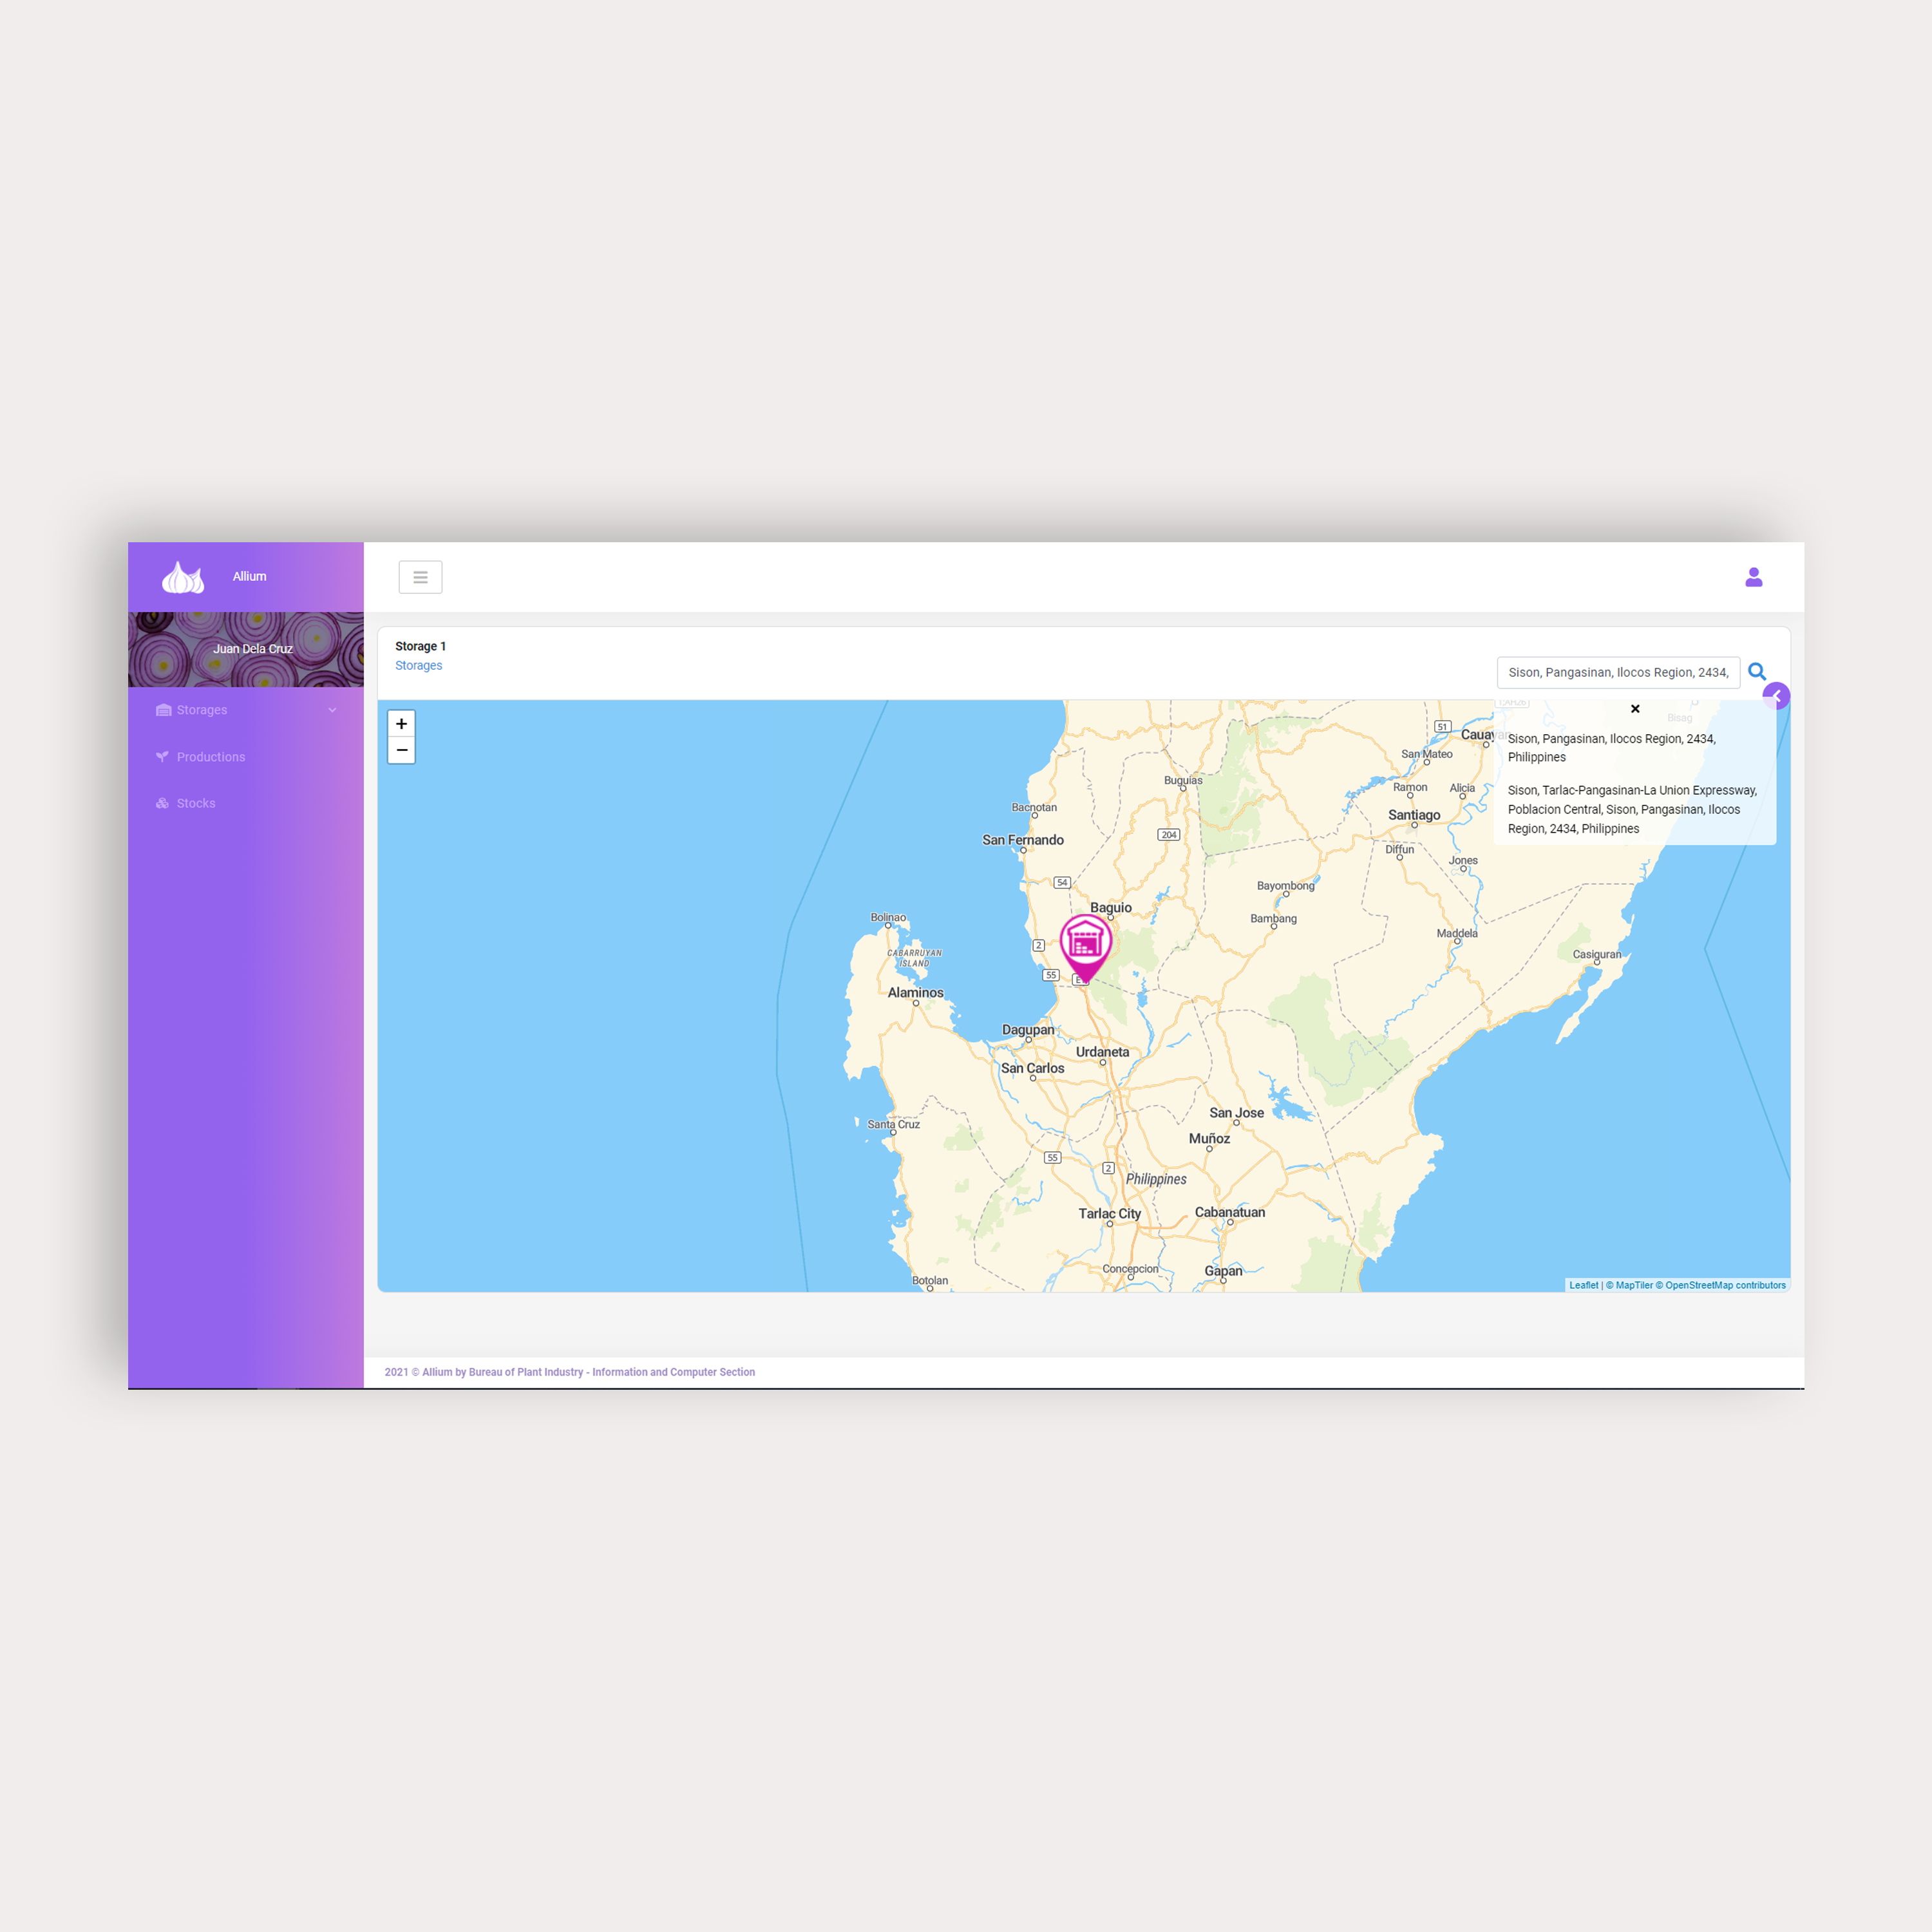 Allium
Juan Dela Cruz
Storages
Productions
Stocks
Storage 1
Storages
Sison, Pangasinan, Ilocos Region, 2434,
+
−
Sison, Pangasinan, Ilocos Region, 2434,
Philippines
Sison, Tarlac-Pangasinan-La Union Expressway,
Poblacion Central, Sison, Pangasinan, Ilocos
Region, 2434, Philippines
Bisag
51
San Mateo
Buguias
Ramon
Alicia
Bacnotan
Santiago
204
San Fernando
Diffun
Jones
54
Bayombong
Baguio
Bolinao
Bambang
Maddela
2
CABARRUYAN
ISLAND
Casiguran
55
Alaminos
Dagupan
Urdaneta
San Carlos
San Jose
Santa Cruz
Muñoz
55
2
Philippines
Tarlac City
Cabanatuan
Concepcion
Gapan
Botolan
Leaflet | © MapTiler © OpenStreetMap contributors
2021 © Allium by Bureau of Plant Industry - Information and Computer Section